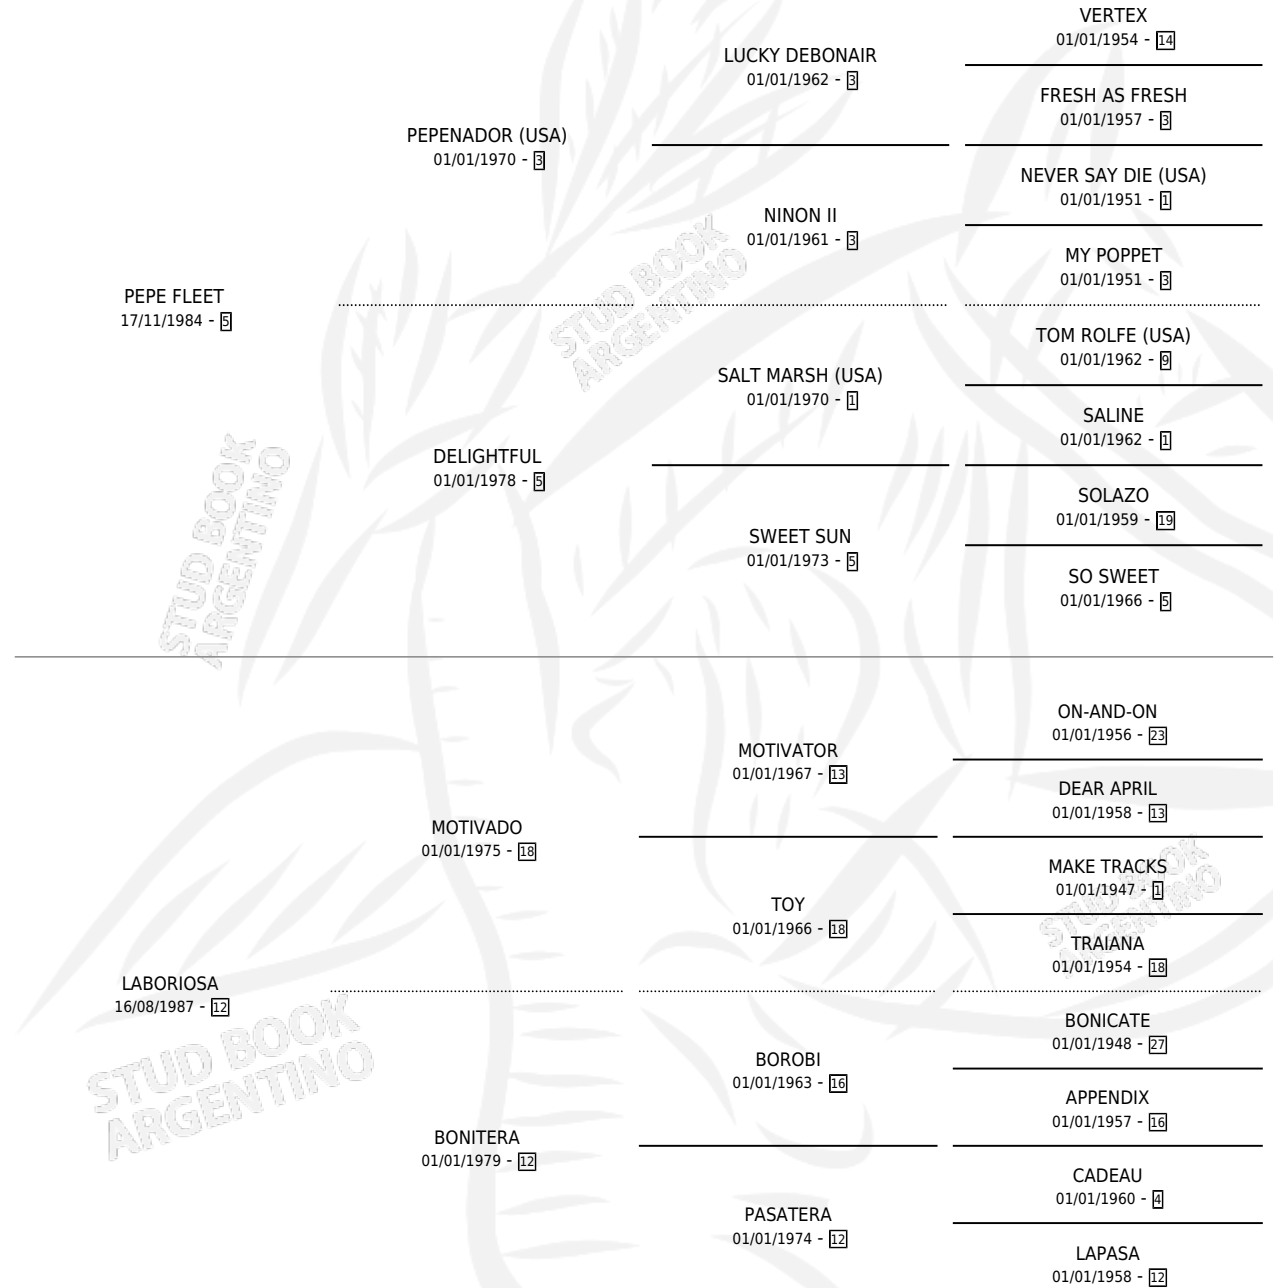 VERTEX
01/01/1954 - 14
LUCKY DEBONAIR
01/01/1962 - 3
FRESH AS FRESH
01/01/1957 - 3
PEPENADOR (USA)
01/01/1970 - 3
NEVER SAY DIE (USA)
01/01/1951 - 1
NINON II
01/01/1961 - 3
MY POPPET
01/01/1951 - 3
PEPE FLEET
17/11/1984 - 5
STUD BOOK
ARGENTINO
TOM ROLFE (USA)
01/01/1962 - 9
SALT MARSH (USA)
01/01/1970 - 1
SALINE
01/01/1962 - 1
DELIGHTFUL
01/01/1978 - 5
SOLAZO
01/01/1959 - 19
SWEET SUN
01/01/1973 - 5
SO SWEET
01/01/1966 - 5
STUD BOOK
ARGENTINO
ON-AND-ON
01/01/1956 - 23
MOTIVATOR
01/01/1967 - 13
DEAR APRIL
01/01/1958 - 13
MOTIVADO
01/01/1975 - 18
MAKE TRACKS
01/01/1947 - 1
TOY
01/01/1966 - 18
STUD BOOK
ARGENTINO
TRAIANA
01/01/1954 - 18
LABORIOSA
16/08/1987 - 12
BONICATE
01/01/1948 - 27
BOROBI
01/01/1963 - 16
STUD BOOK
ARGENTINO
APPENDIX
01/01/1957 - 16
BONITERA
01/01/1979 - 12
CADEAU
01/01/1960 - 4
PASATERA
01/01/1974 - 12
LAPASA
01/01/1958 - 12